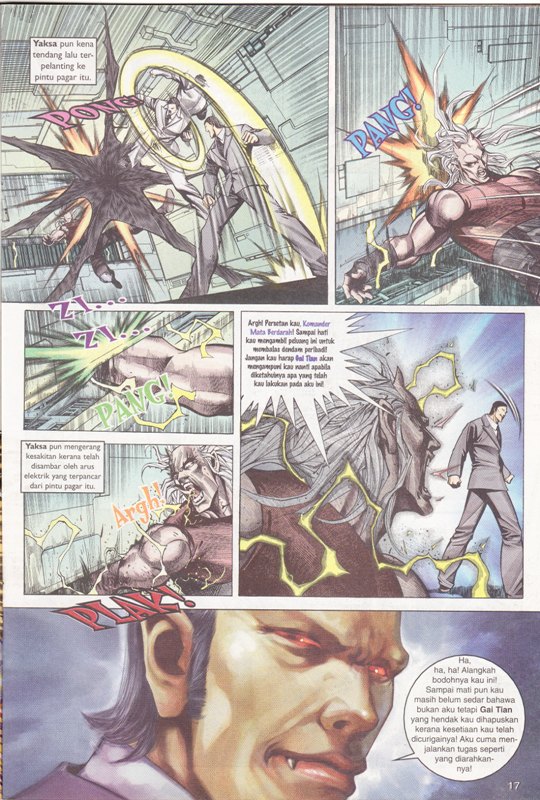 Yaksa pun kena
tendang lalu ter-
pelanting ke
pintu pagar itu.
PONG!
PANG!
ZI...
ZI...
PANG!
Argh! Persetan kau, Komander
Mata Berdarah! Sampai hati
kau mengambil peluang ini untuk
membalas dendam peribadi!
Jangan kau harap Gai Tian
akan mengampuni kau nanti apabila
diketahuinya apa yang telah
kau lakukan pada aku ini!
Yaksa pun mengerang
kesakitan kerana telah
disambar oleh arus
elektrik yang terpancar
dari pintu pagar itu.
Argh!
PLAK!
Ha,
ha, ha! Alangkah
bodohnya kau ini!
Sampai mati pun kau
masih belum sedar bahawa
bukan aku tetapi Gai Tian
yang hendak kau dihapuskan
kerana kesetiaan kau telah
dicurigainya! Aku cuma men-
jalankan tugas seperti
yang diarahkan-
nya!
17